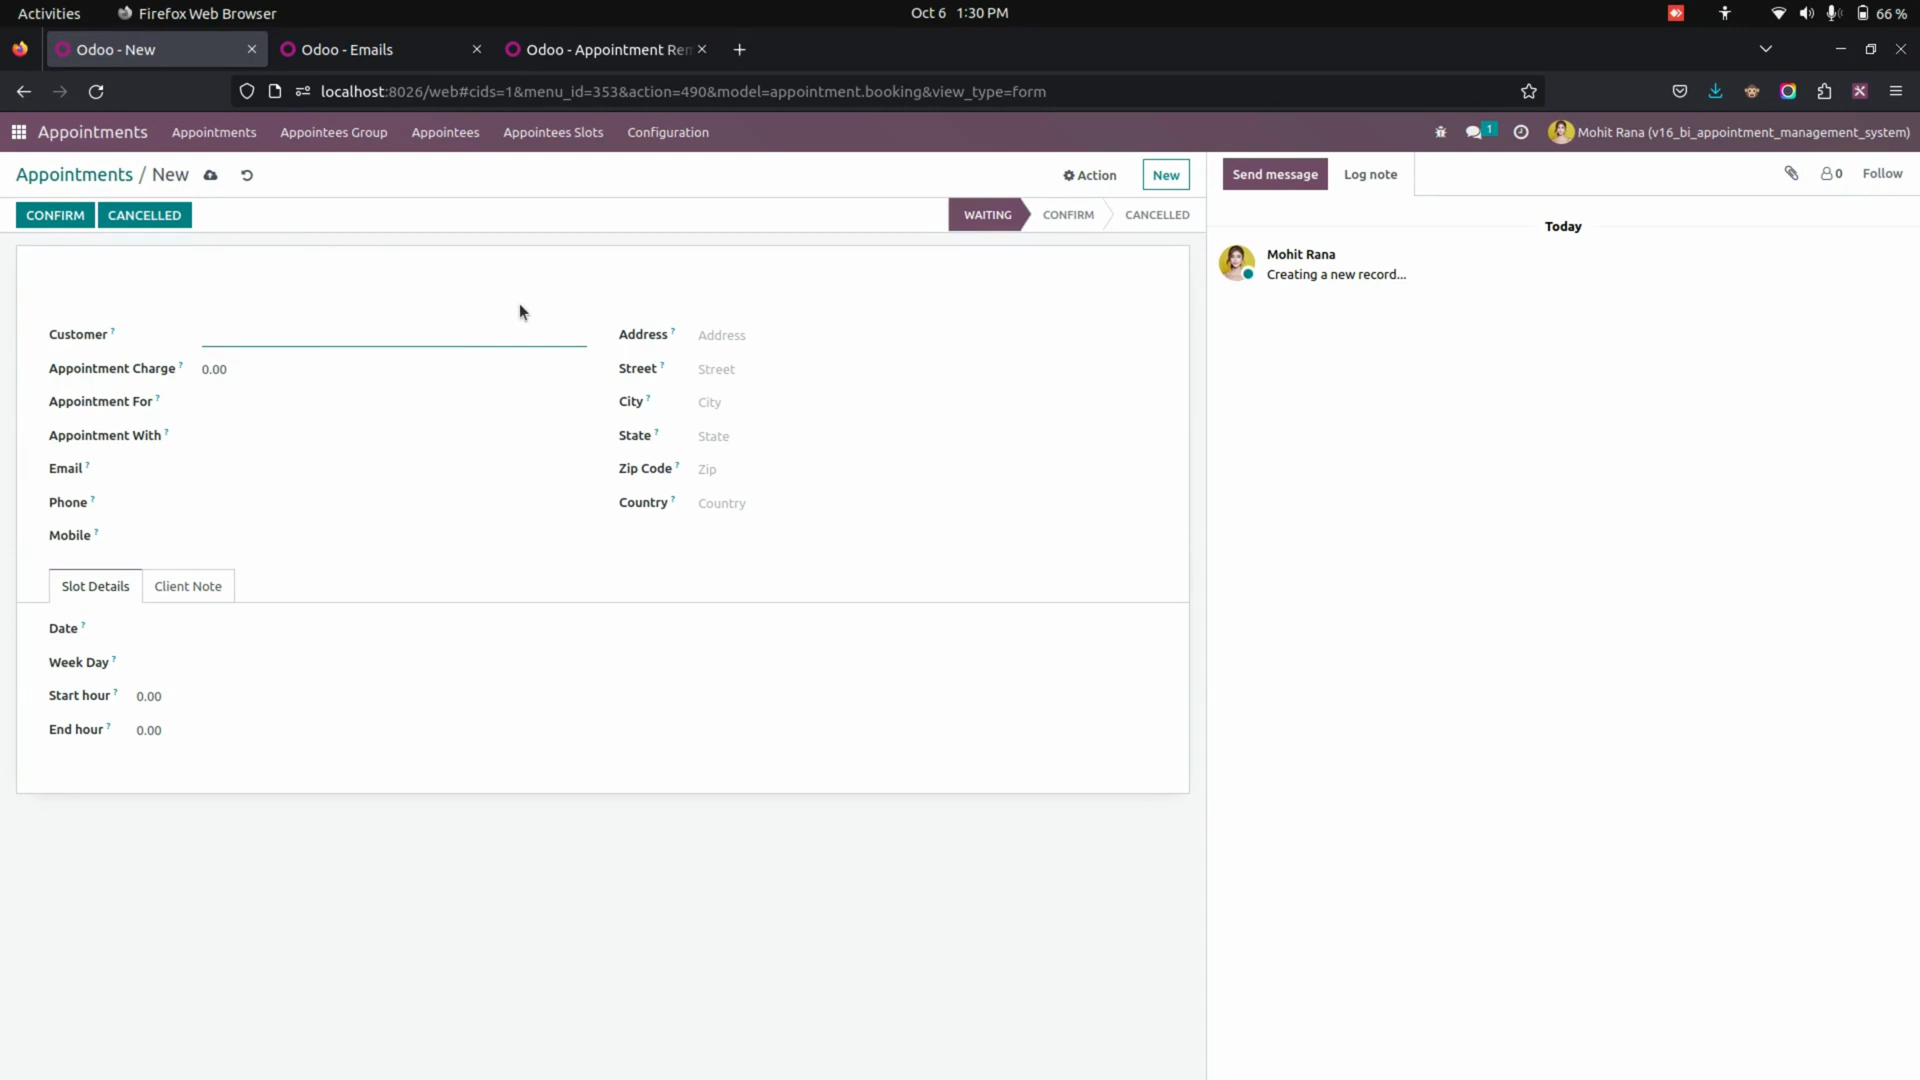 Activities Firefox Web Browser Oct 6 1:30 PM 66 %
Odoo - New Odoo - Emails Odoo - Appointment Rem
localhost:8026/web#cids=1&menu_id=353&action=490&model=appointment.booking&view_type=form
Appointments Appointments Appointees Group Appointees Appointees Slots Configuration 1 Mohit Rana (v16_bi_appointment_management_system)
Appointments / New Action New Send message Log note 0 Follow
CONFIRM CANCELLED WAITING CONFIRM CANCELLED
Today
Mohit Rana
Creating a new record...
Customer ? Address ? Address
Appointment Charge ? 0.00 Street ? Street
Appointment For ? City ? City
Appointment With ? State ? State
Email ? Zip Code ? Zip
Phone ? Country ? Country
Mobile ?
Slot Details Client Note
Date ?
Week Day ?
Start hour ? 0.00
End hour ? 0.00